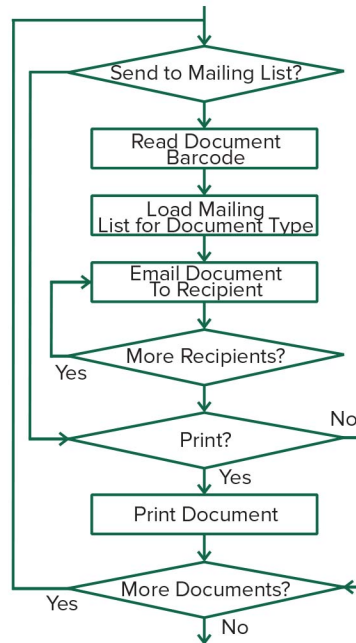 Send to Mailing List?
Read Document
Barcode
Load Mailing
List for Document Type
Email Document
To Recipient
More Recipients?
Yes
No
Print?
Yes
Print Document
More Documents?
Yes
No